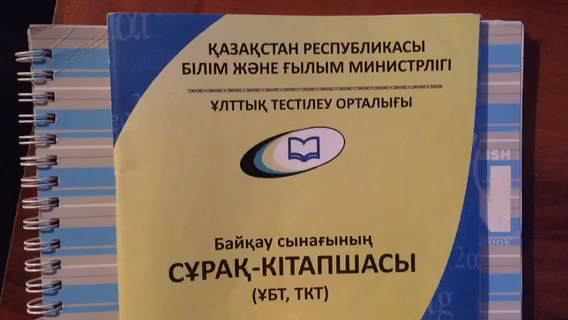 ҚАЗАҚСТАН РЕСПУБЛИКАСЫ
БІЛІМ ЖӘНЕ ҒЫЛЫМ МИНИСТРЛІГІ
ҰЛТТЫҚ ТЕСТІЛЕУ ОРТАЛЫҒЫ
Байқау сынағының
СҰРАҚ-КІТАПШАСЫ
(ҰБТ, ТКТ)